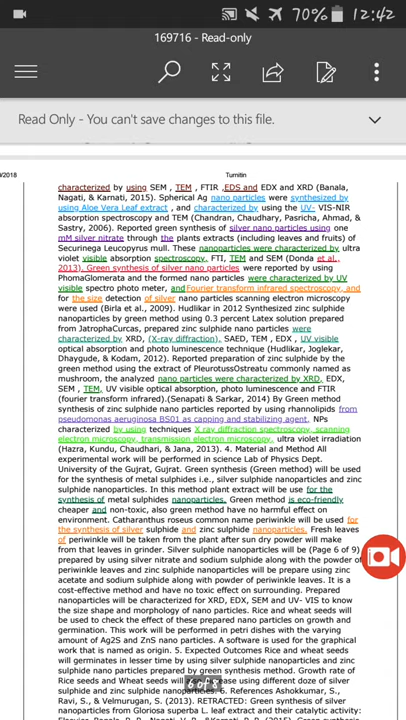 70% 12:42
169716 - Read-only
Read Only - You can't save changes to this file.
/2018 Turnitin
characterized by using SEM , TEM , FTIR ,EDS and EDX and XRD (Banala,
Nagati, & Karnati, 2015). Spherical Ag nano particles were synthesized by
using Aloe Vera Leaf extract , and characterized by using the UV- VIS-NIR
absorption spectroscopy and TEM (Chandran, Chaudhary, Pasricha, Ahmad, &
Sastry, 2006). Reported green synthesis of silver nano particles using one
mM silver nitrate through the plants extracts (including leaves and fruits) of
Securinega Leucopyrus mull. These nanoparticles were characterized by ultra
violet visible absorption spectroscopy, FTI, TEM and SEM (Donda et al.,
2013). Green synthesis of silver nano particles were reported by using
PhomaGlomerata and the formed nano particles were characterized by UV
visible spectro photo meter, andFourier transform infrared spectroscopy, and
for the size detection of silver nano particles scanning electron microscopy
were used (Birla et al., 2009). Hudlikar in 2012 Synthesized zinc sulphide
nanoparticles by green method using 0.3 percent Latex solution prepared
from JatrophaCurcas, prepared zinc sulphide nano particles were
characterized by XRD, (X-ray diffraction), SAED, TEM , EDX , UV visible
optical absorption and photo luminescence technique (Hudlikar, Joglekar,
Dhaygude, & Kodam, 2012). Reported preparation of zinc sulphide by the
green method using the extract of PleurotussOstreatu commonly named as
mushroom, the analyzed nano particles were characterized by XRD, EDX,
SEM , TEM, UV visible optical absorption, photo luminescence and FTIR
(fourier transform infrared).(Senapati & Sarkar, 2014) By Green method
synthesis of zinc sulphide nano particles reported by using rhannolipids from
pseudomonas aeruginosa BS01 as capping and stabilizing agent, NPs
characterized by using techniques X ray diffraction spectroscopy, scanning
electron microscopy, transmission electron microscopy, ultra violet irradiation
(Hazra, Kundu, Chaudhuri, & Jana, 2013). 4. Material and Method All
experimental work will be performed in science Lab of Physics Dept.
University of the Gujrat, Gujrat. Green synthesis (Green method) will be used
for the synthesis of metal sulphides i.e., silver sulphide nanoparticles and zinc
sulphide nanoparticles. In this method plant extract will be use for the
synthesis of metal sulphides nanoparticles. Green method is eco-friendly
cheaper and non-toxic, also green method have no harmful effect on
environment. Catharanthus roseus common name periwinkle will be used for
the synthesis of silver sulphide and zinc sulphide nanoparticles. Fresh leaves
of periwinkle will be taken from the plant after sun dry powder will make
from that leaves in grinder. Silver sulphide nanoparticles will be (Page 6 of 9)
prepared by using silver nitrate and sodium sulphide along with the powder of
periwinkle leaves and zinc sulphide nanoparticles will be prepare using zinc
acetate and sodium sulphide along with powder of periwinkle leaves. It is a
cost-effective method and have no toxic effect on surrounding. Prepared
nanoparticles will be characterized for XRD, EDX, SEM and UV- VIS to know
the size shape and morphology of nano particles. Rice and wheat seeds will
be used to check the effect of these prepared nano particles on growth and
germination. This work will be performed in petri dishes with the varying
amount of Ag2S and ZnS nano particles. A software is used for the graphical
work that is named as origin. 5. Expected Outcomes Rice and wheat seeds
will germinates in lesser time by using silver sulphide nanoparticles and zinc
sulphide nano particles prepared by green synthesis method. Growth rate of
Rice seeds and Wheat seeds will increase using different doze of silver
sulphide and zinc sulphide nanoparticles. 6. References Ashokkumar, S.,
Ravi, S., & Velmurugan, S. (2013). RETRACTED: Green synthesis of silver
nanoparticles from Gloriosa superba L. leaf extract and their catalytic activity:
6 of 8